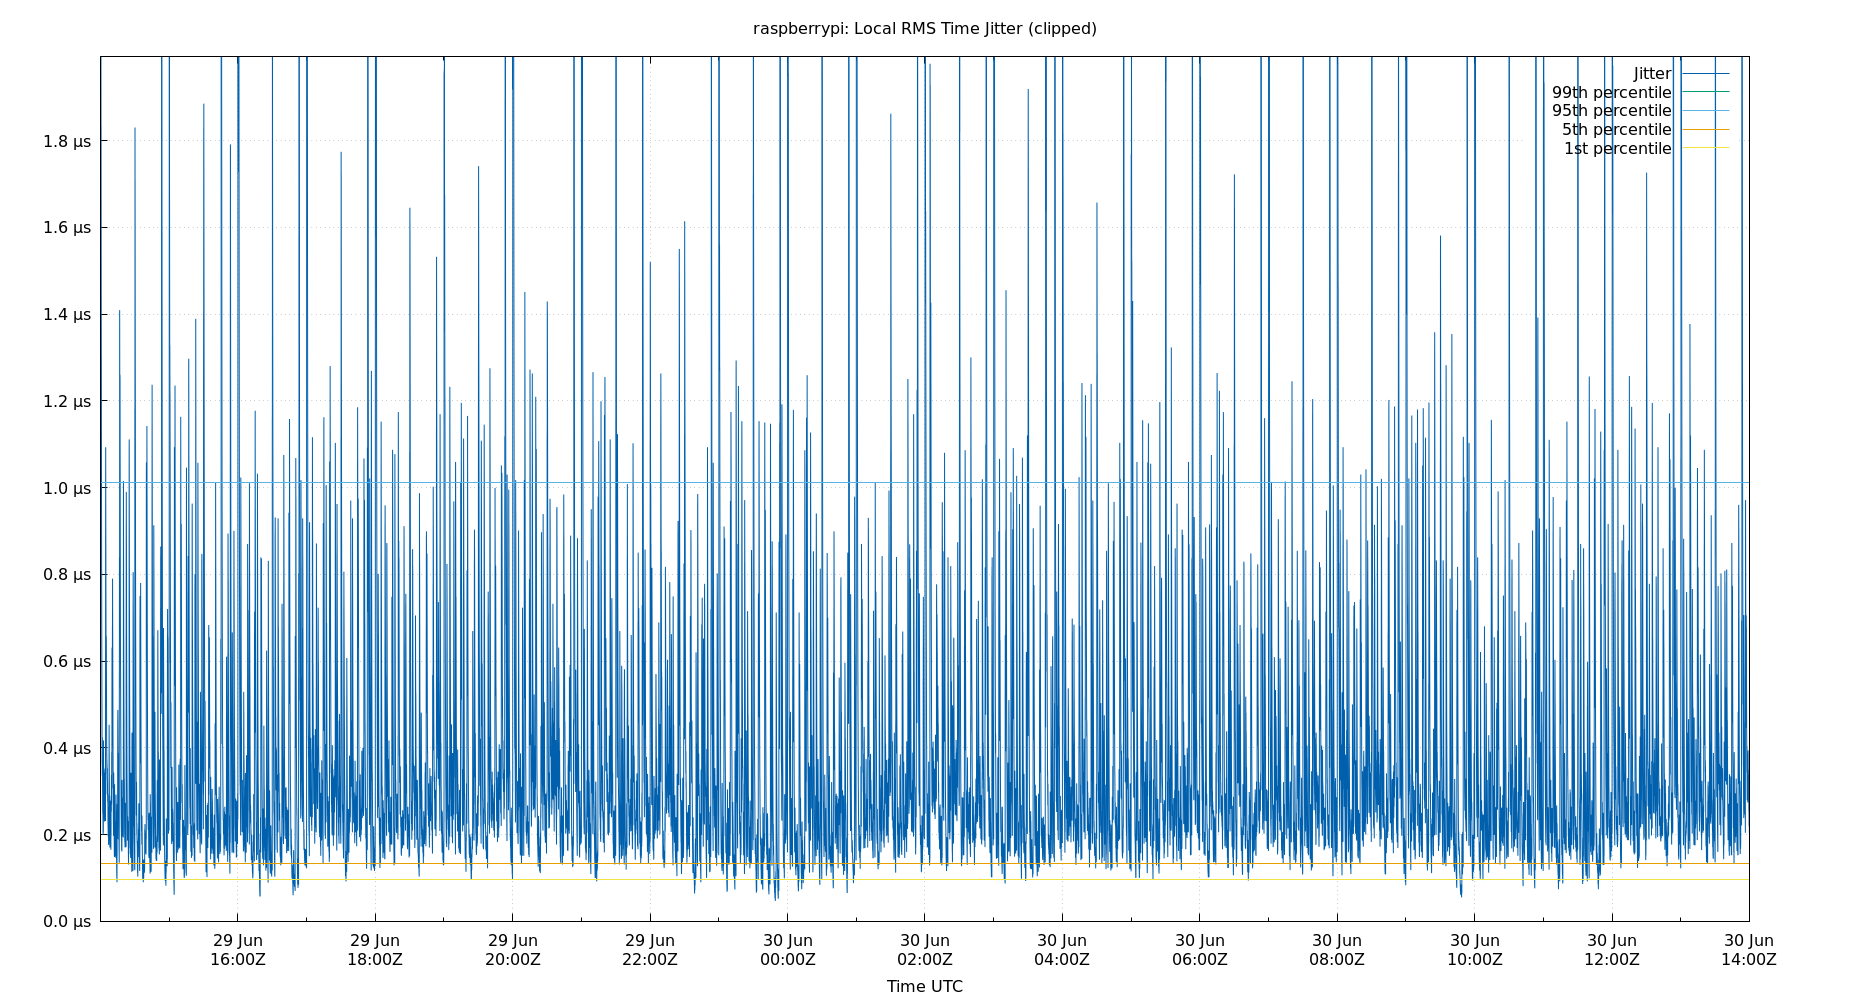 raspberrypi: Local RMS Time Jitter (clipped)
Jitter
99th percentile
95th percentile
5th percentile
1st percentile
1.8 µs
1.6 µs
1.4 µs
1.2 µs
1.0 µs
0.8 µs
0.6 µs
0.4 µs
0.2 µs
0.0 µs
29 Jun 29 Jun 29 Jun 29 Jun 30 Jun 30 Jun 30 Jun 30 Jun 30 Jun 30 Jun 30 Jun 30 Jun
16:00Z 18:00Z 20:00Z 22:00Z 00:00Z 02:00Z 04:00Z 06:00Z 08:00Z 10:00Z 12:00Z 14:00Z
Time UTC